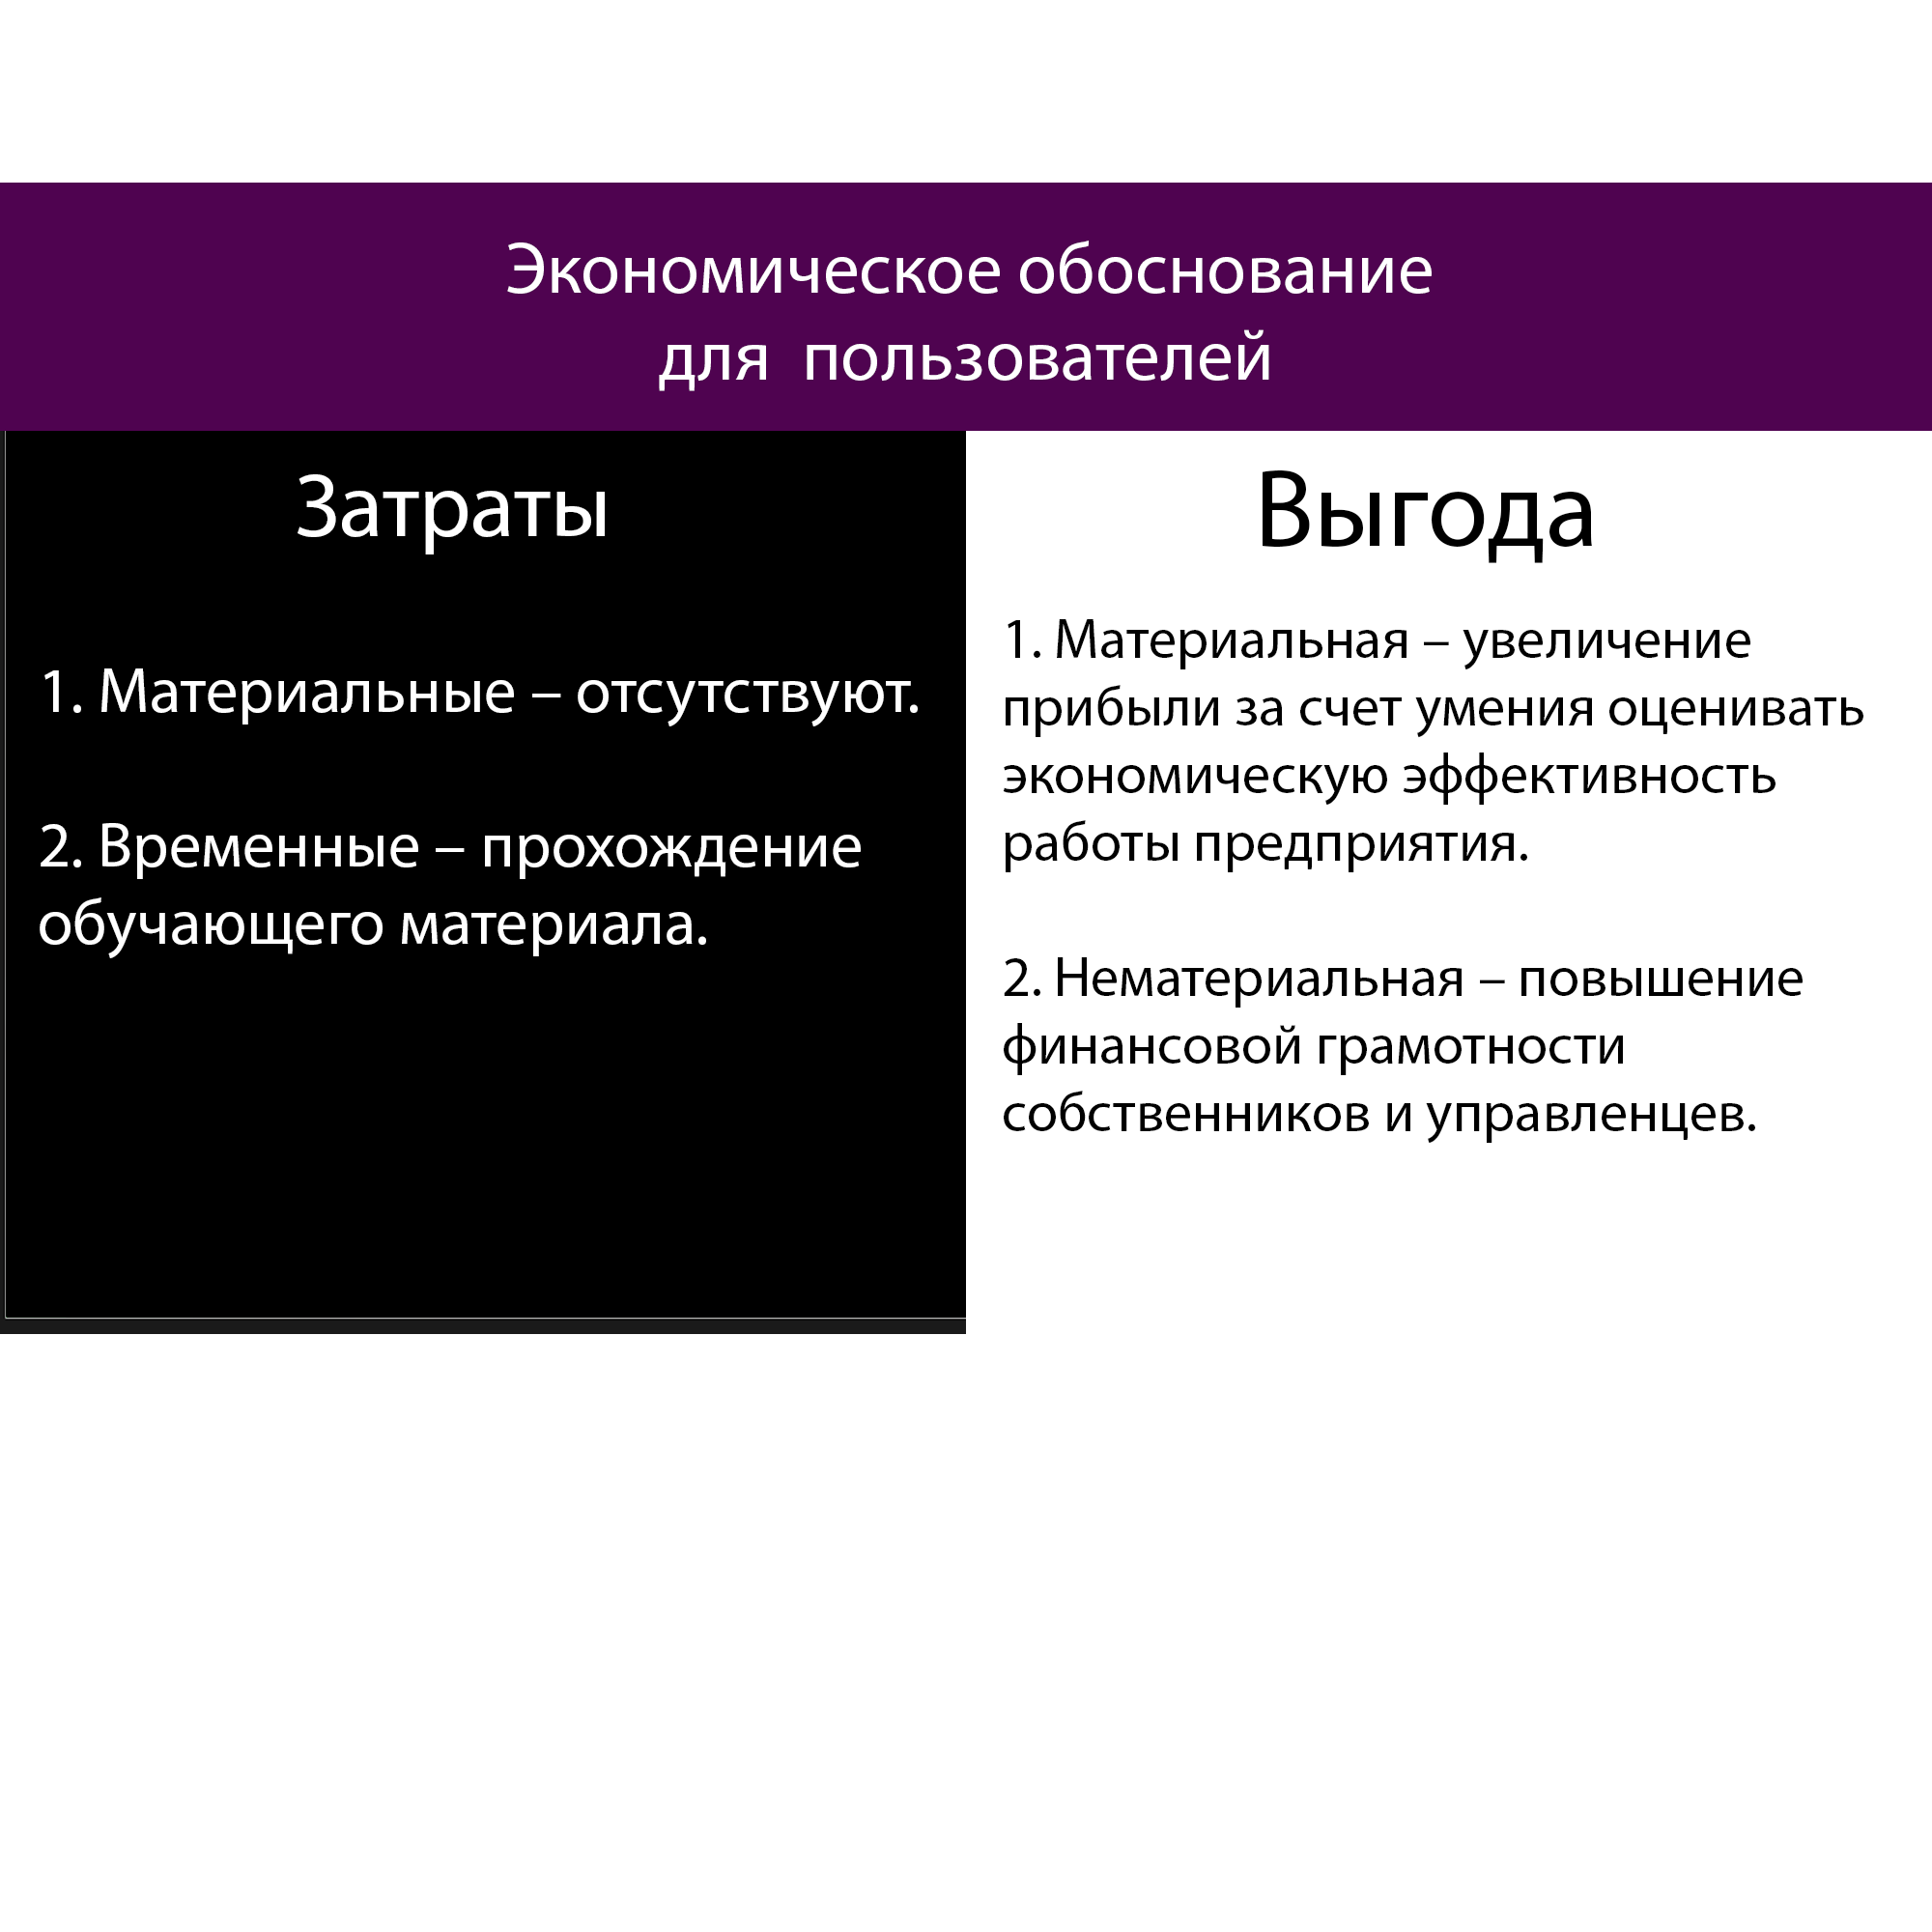 Экономическое обоснование
для пользователей
Затраты
1. Материальные – отсутствуют.
2. Временные – прохождение
обучающего материала.
Выгода
1. Материальная – увеличение
прибыли за счет умения оценивать
экономическую эффективность
работы предприятия.
2. Нематериальная – повышение
финансовой грамотности
собственников и управленцев.